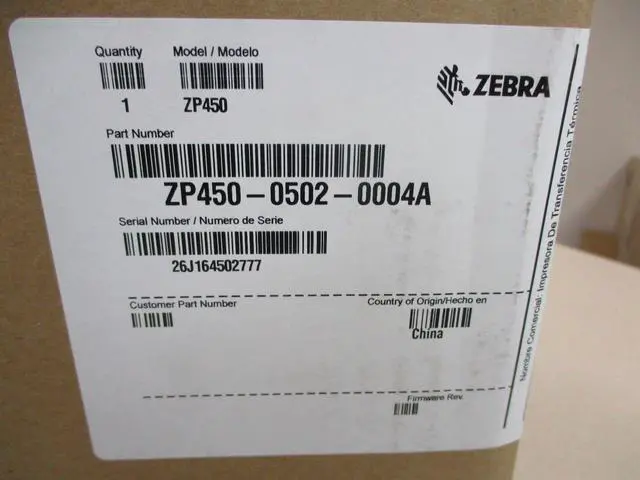 Quantity
Model / Modelo
1
ZP450
ZEBRA
Part Number
ZP450-0502-0004A
Serial Number / Numero de Serie
26J164502777
Customer Part Number
Country of Origin/Hecho en
China
Firmware Rev.
Nombre Comercial: Impresora De Transferencia Térmica